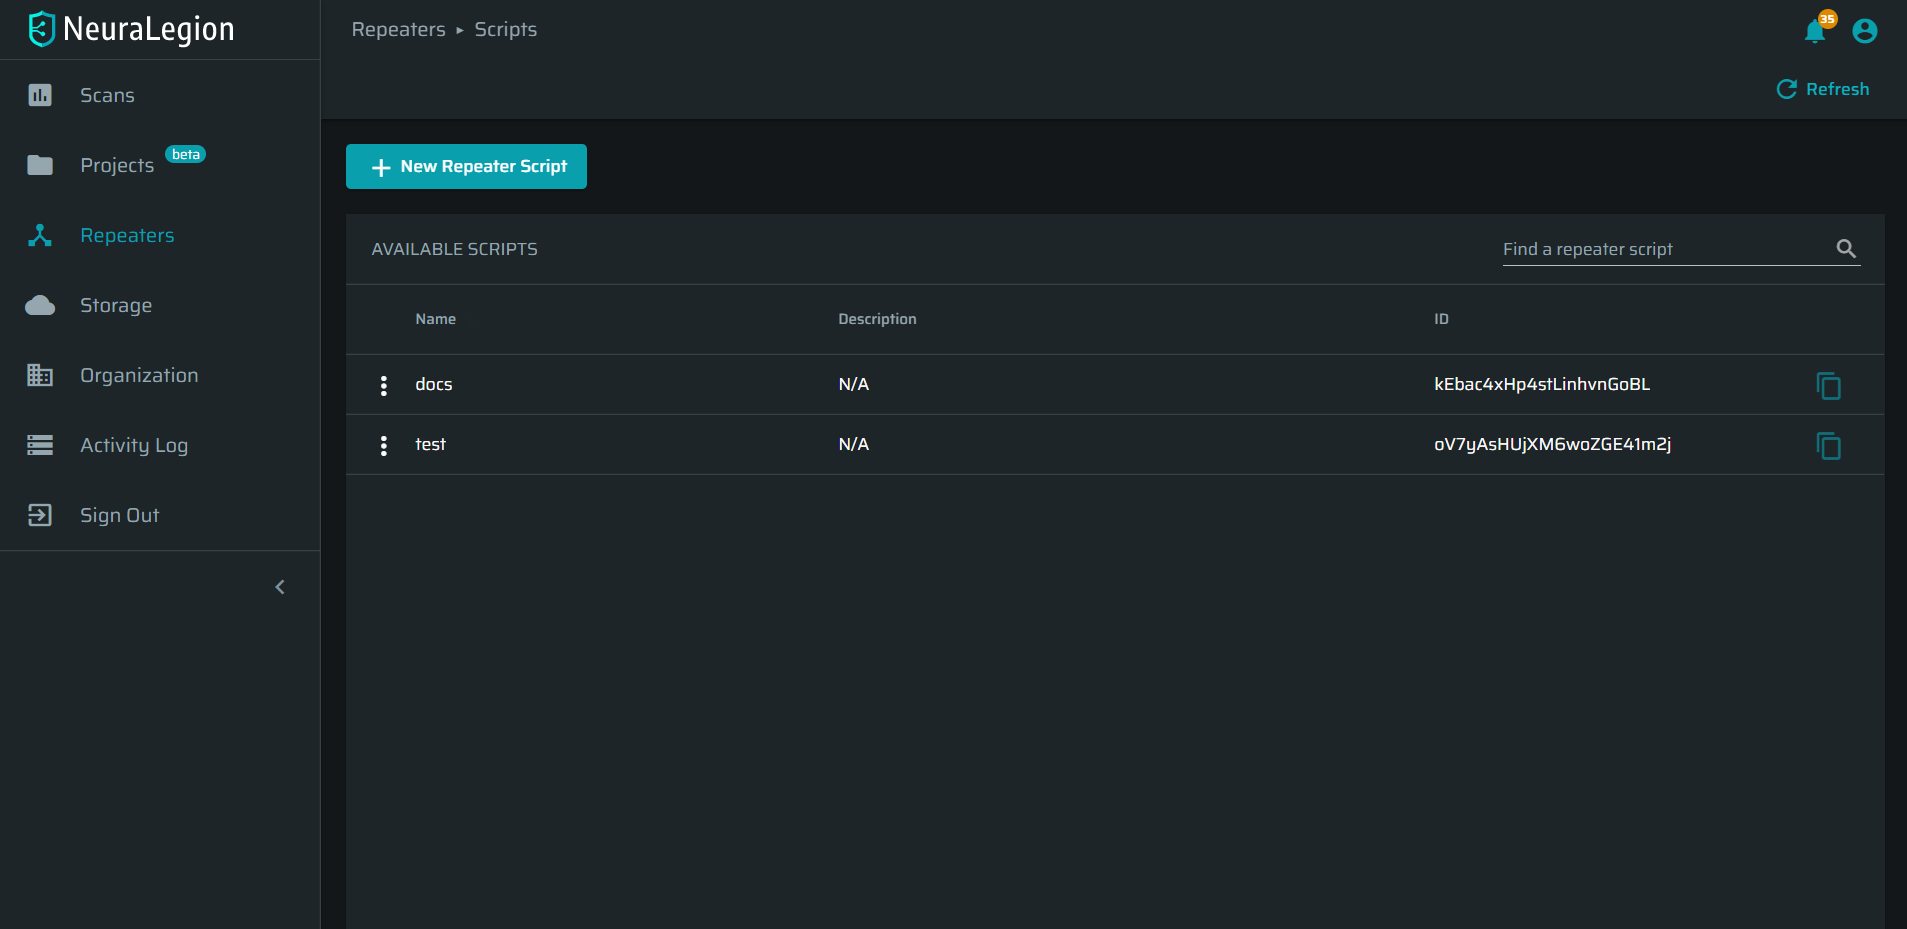 NeuraLegion
Repeaters ▸ Scripts
35
Refresh
Scans
Projects beta
Repeaters
Storage
Organization
Activity Log
Sign Out
New Repeater Script
AVAILABLE SCRIPTS
Find a repeater script
Name Description ID
docs N/A kEbac4xHp4stLinhvnGoBL
test N/A oV7yAsHUjXM6woZGE41m2j